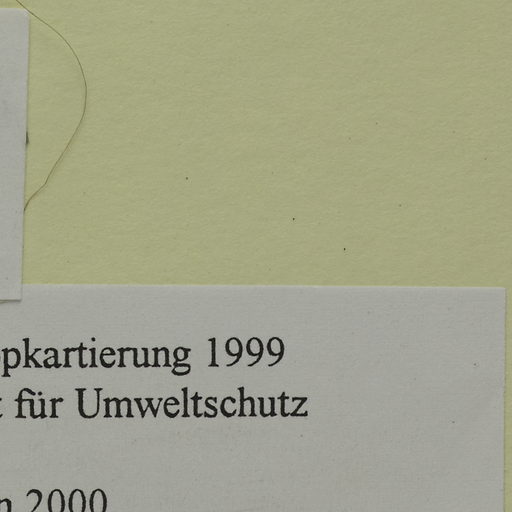 pkartierung 1999
für Umweltschutz
2000